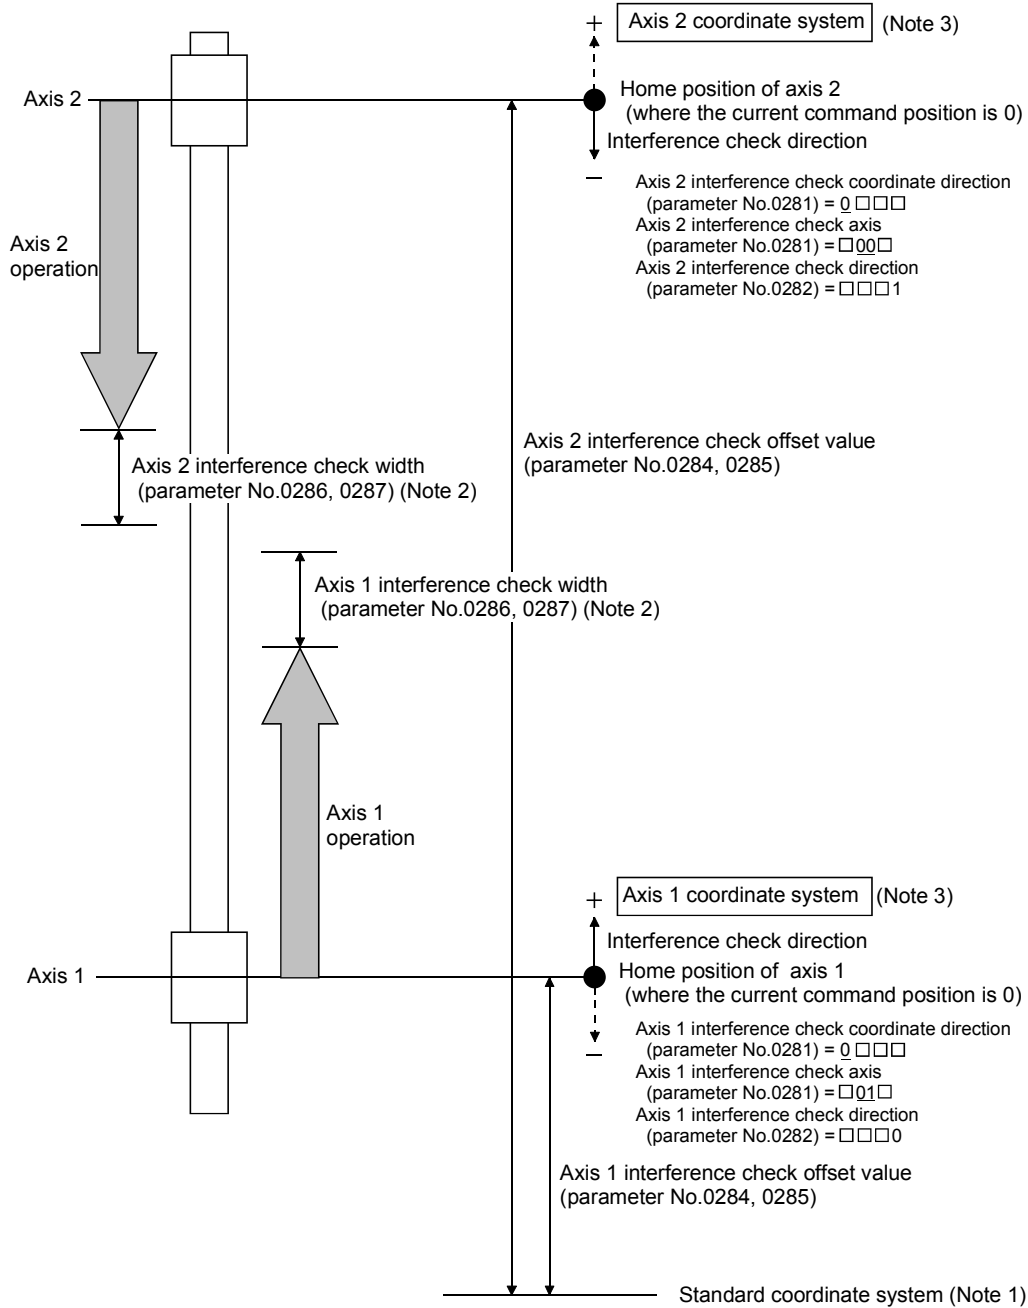 + Axis 2 coordinate system (Note 3)
Axis 2
Home position of axis 2
(where the current command position is 0)
Interference check direction
−
Axis 2 interference check coordinate direction
(parameter No.0281) = 0□□□
Axis 2 interference check axis
(parameter No.0281) = □00□
Axis 2 interference check direction
(parameter No.0282) = □□□1
Axis 2
operation
Axis 2 interference check offset value
(parameter No.0284, 0285)
Axis 2 interference check width
(parameter No.0286, 0287) (Note 2)
Axis 1 interference check width
(parameter No.0286, 0287) (Note 2)
Axis 1
operation
+ Axis 1 coordinate system (Note 3)
Interference check direction
Axis 1
Home position of axis 1
(where the current command position is 0)
−
Axis 1 interference check coordinate direction
(parameter No.0281) = 0□□□
Axis 1 interference check axis
(parameter No.0281) = □01□
Axis 1 interference check direction
(parameter No.0282) = □□□0
Axis 1 interference check offset value
(parameter No.0284, 0285)
Standard coordinate system (Note 1)